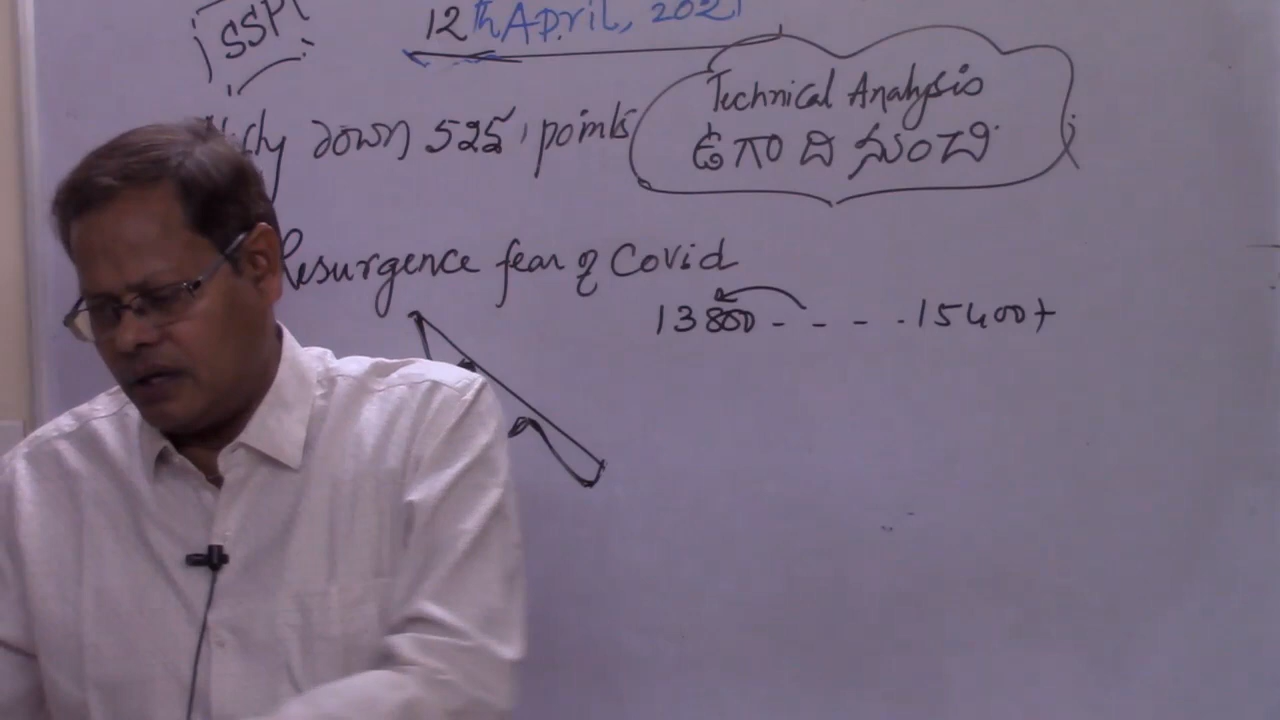 SSP
12th April, 2021
Technical Analysis
ఉగాది నుండి
down 525 points
Resurgence fear of Covid
13800 - - - - 15400+